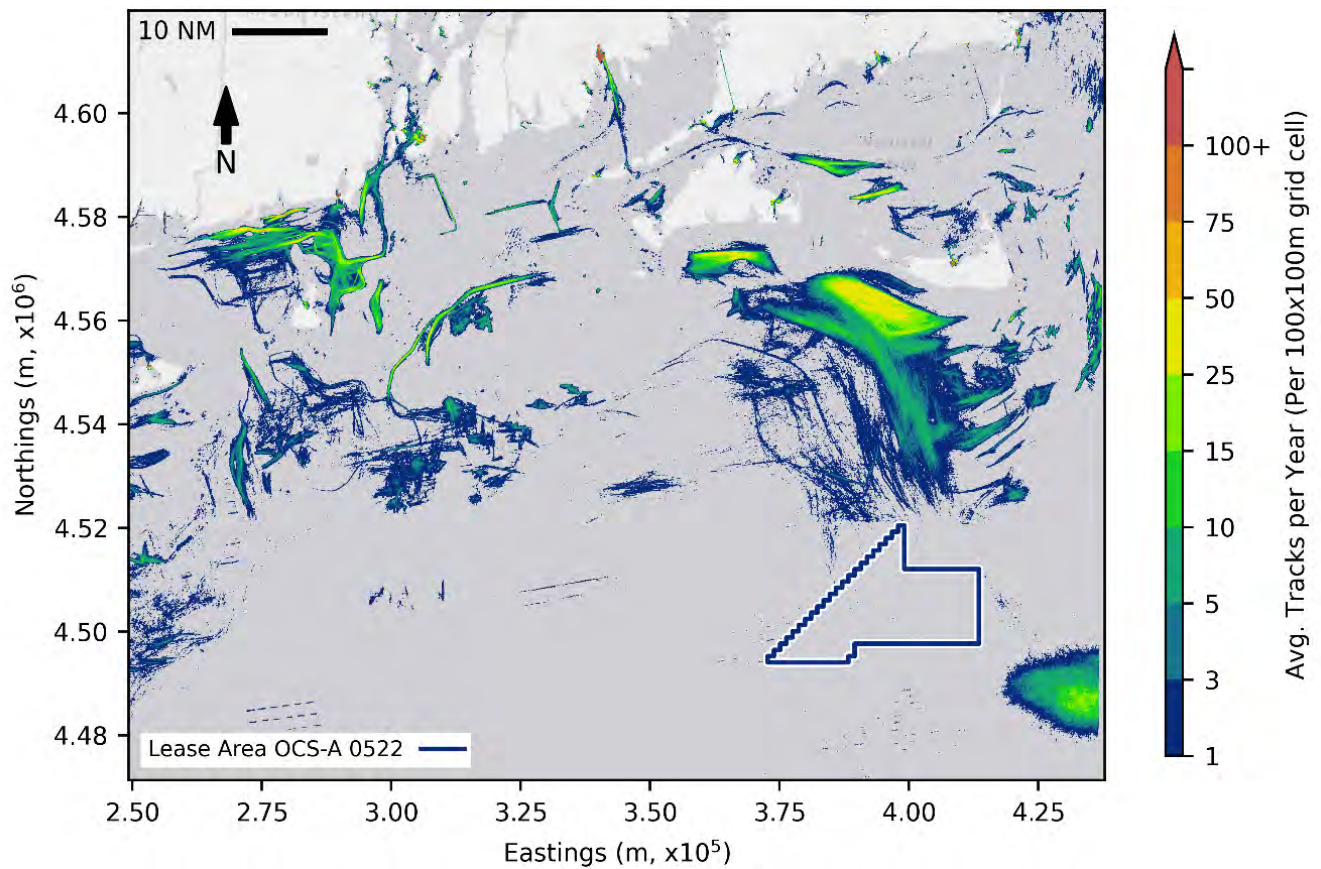 10 NM
N
Northings (m, x10⁶)
4.60
4.58
4.56
4.54
4.52
4.50
4.48
Lease Area OCS-A 0522
2.50 2.75 3.00 3.25 3.50 3.75 4.00 4.25
Eastings (m, x10⁵)
100+
75
50
25
15
10
5
3
1
Avg. Tracks per Year (Per 100x100m grid cell)